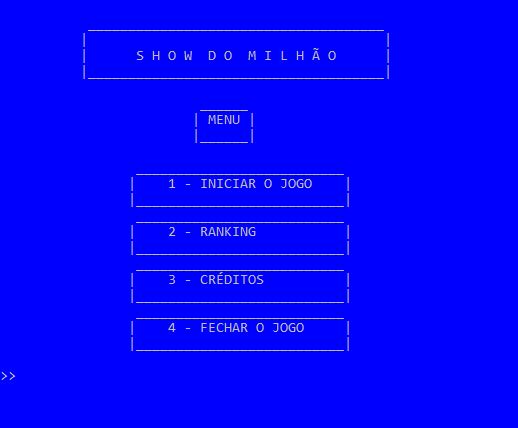 S H O W  D O  M I L H Ã O
MENU
1 - INICIAR O JOGO
2 - RANKING
3 - CRÉDITOS
4 - FECHAR O JOGO
>>